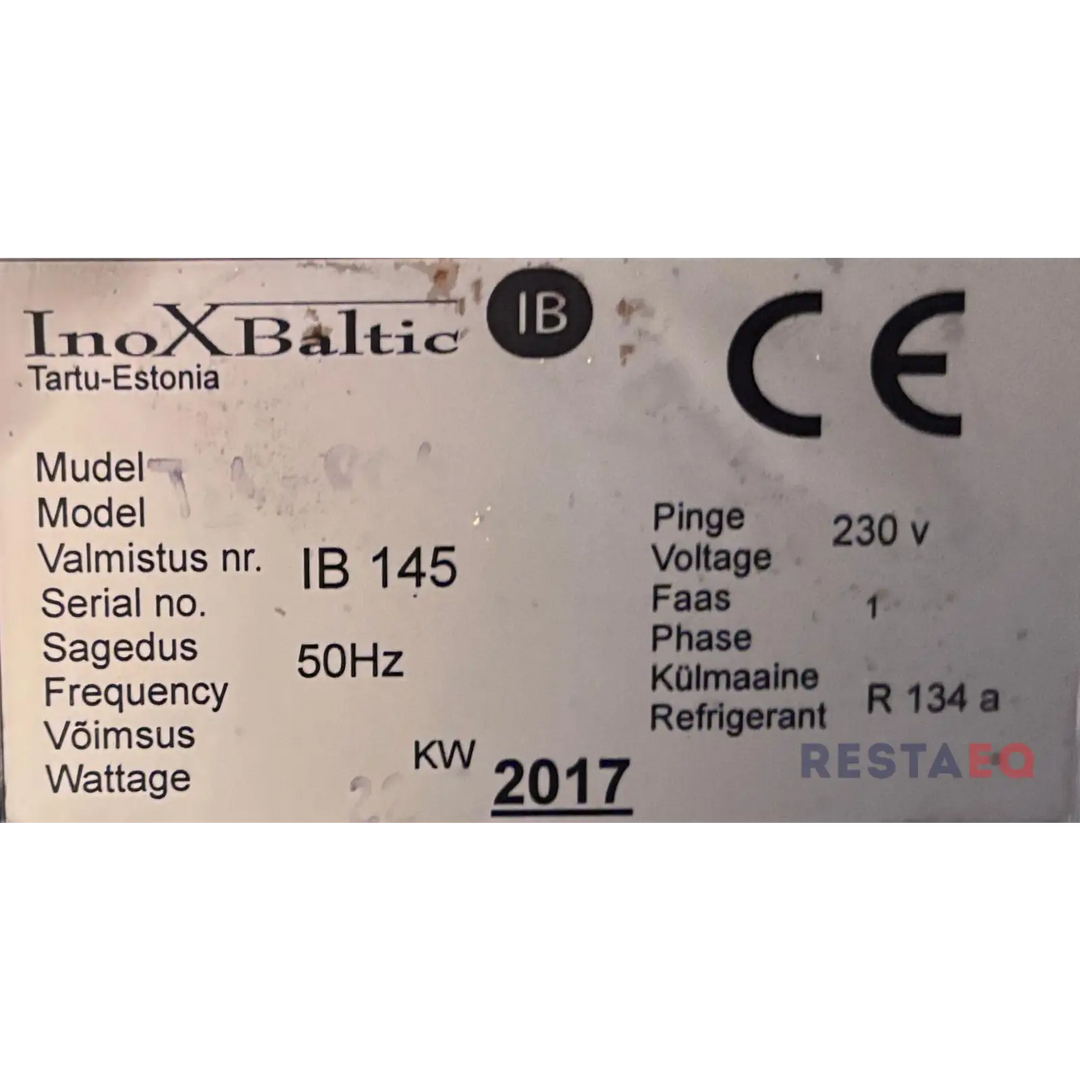 InoXBaltic IB CE
Tartu-Estonia
Mudel
Model
Valmistus nr. IB 145
Serial no.
Sagedus 50Hz
Frequency
Võimsus KW 2017
Wattage
Pinge 230 v
Voltage
Faas 1
Phase
Külmaaine R 134 a
Refrigerant
RESTAEQ